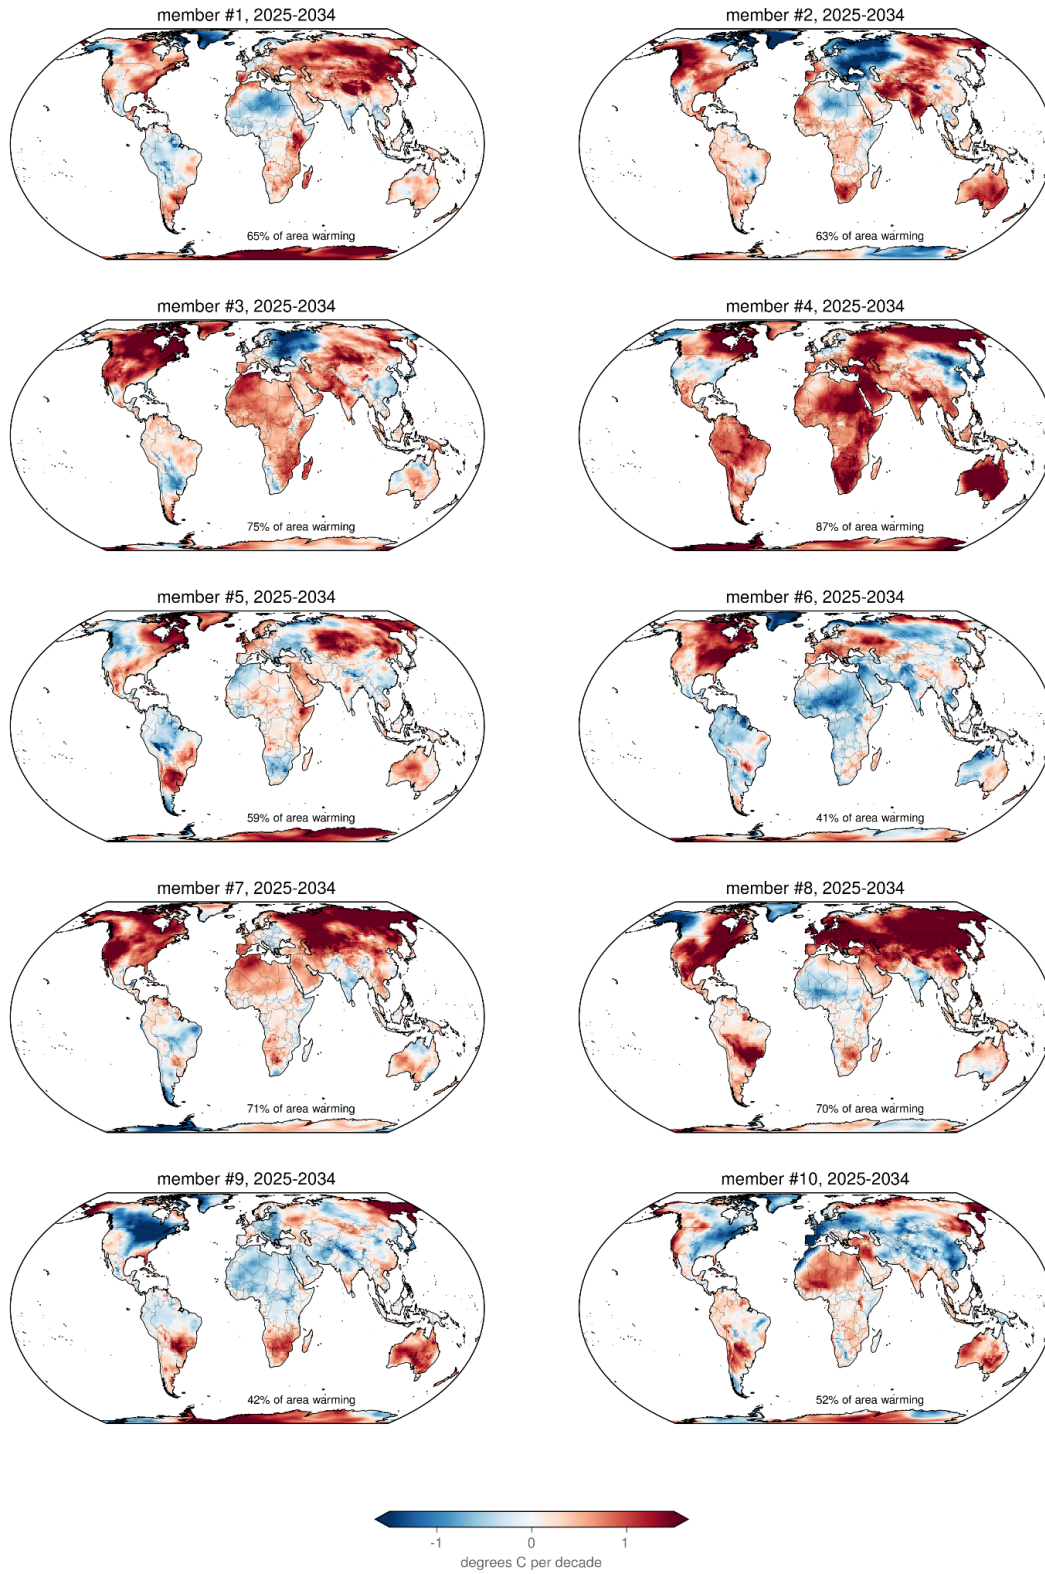 member #1, 2025-2034
65% of area warming
member #2, 2025-2034
63% of area warming
member #3, 2025-2034
75% of area warming
member #4, 2025-2034
87% of area warming
member #5, 2025-2034
59% of area warming
member #6, 2025-2034
41% of area warming
member #7, 2025-2034
71% of area warming
member #8, 2025-2034
70% of area warming
member #9, 2025-2034
42% of area warming
member #10, 2025-2034
52% of area warming
-1 0 1
degrees C per decade